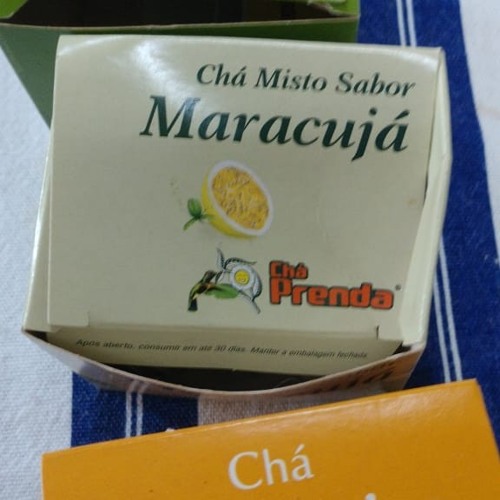 Chá Misto Sabor
Maracujá
Chá
Prenda
Após aberto, consumir em até 30 dias. Manter a embalagem fechada
Chá